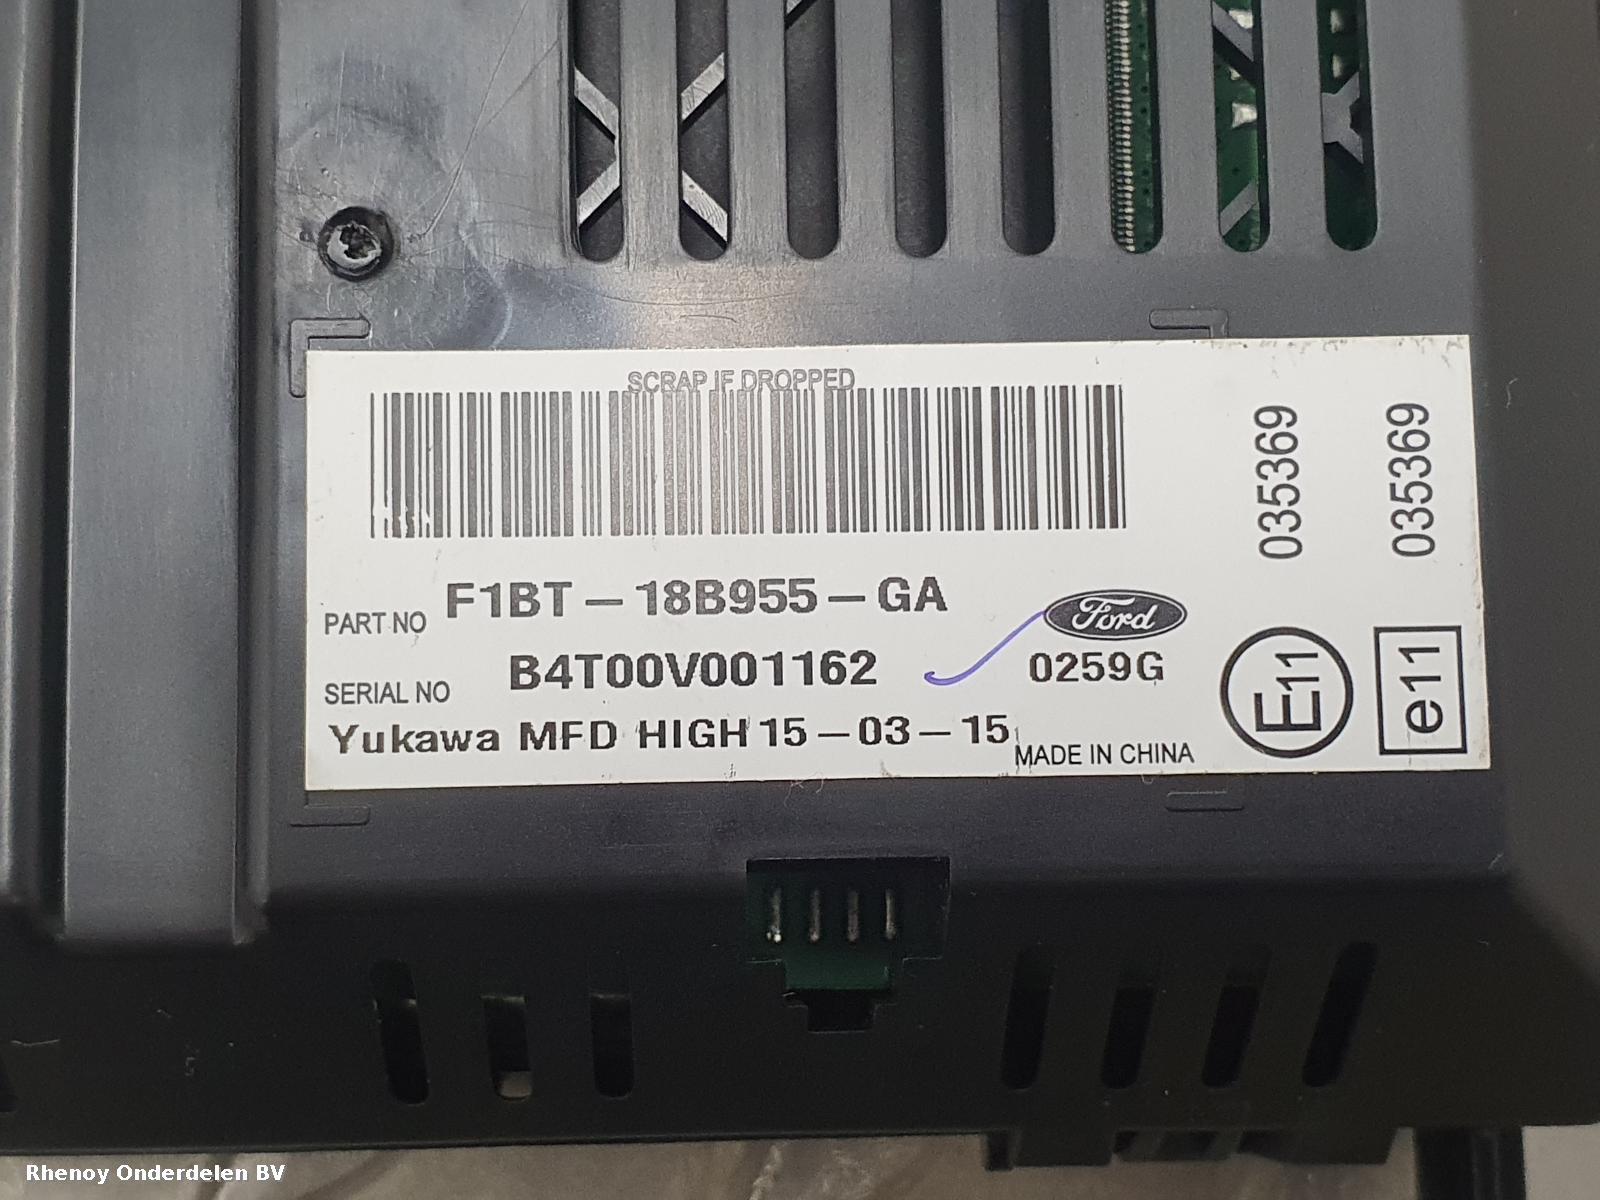 SCRAP IF DROPPED
PART NO F1BT-18B955-GA
Ford
SERIAL NO B4T00V001162
0259G
Yukawa MFD HIGH 15-03-15
MADE IN CHINA
035369
E11
035369
e11
Rhenoy Onderdelen BV